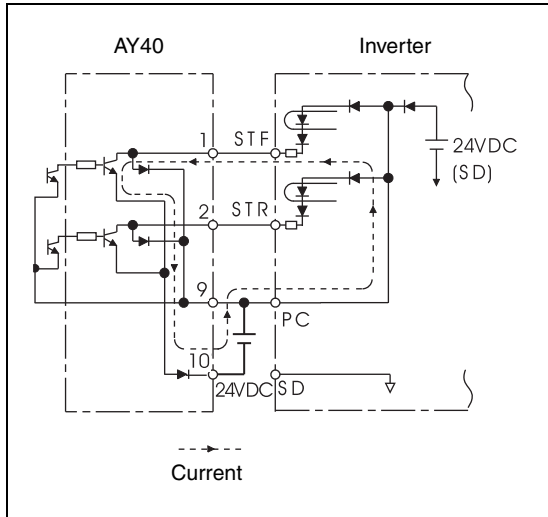 AY40
Inverter
1 STF
24VDC
(SD)
2 STR
9
PC
10
24VDC SD
Current